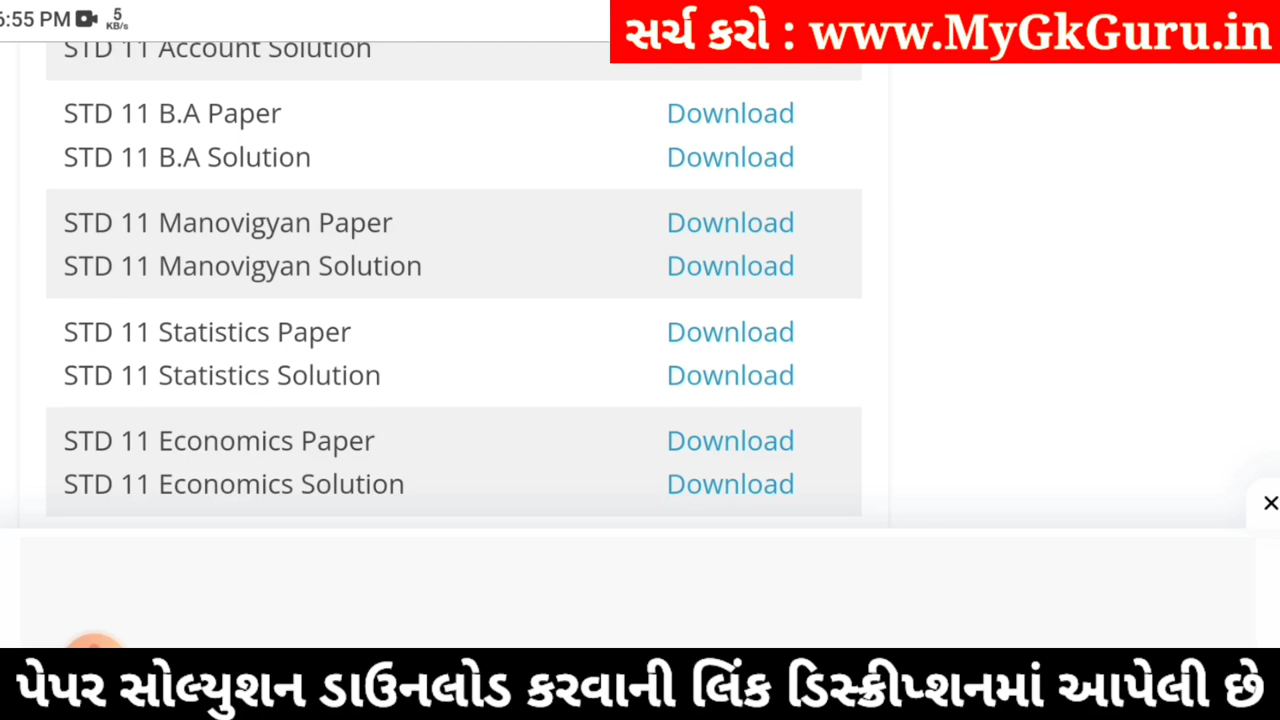 6:55 PM 5 KB/s
સર્ચ કરો : www.MyGkGuru.in
STD 11 Account Solution
STD 11 B.A Paper Download
STD 11 B.A Solution Download
STD 11 Manovigyan Paper Download
STD 11 Manovigyan Solution Download
STD 11 Statistics Paper Download
STD 11 Statistics Solution Download
STD 11 Economics Paper Download
STD 11 Economics Solution Download
પેપર સોલ્યુશન ડાઉનલોડ કરવાની લિંક ડિસ્ક્રીપ્શનમાં આપેલી છે